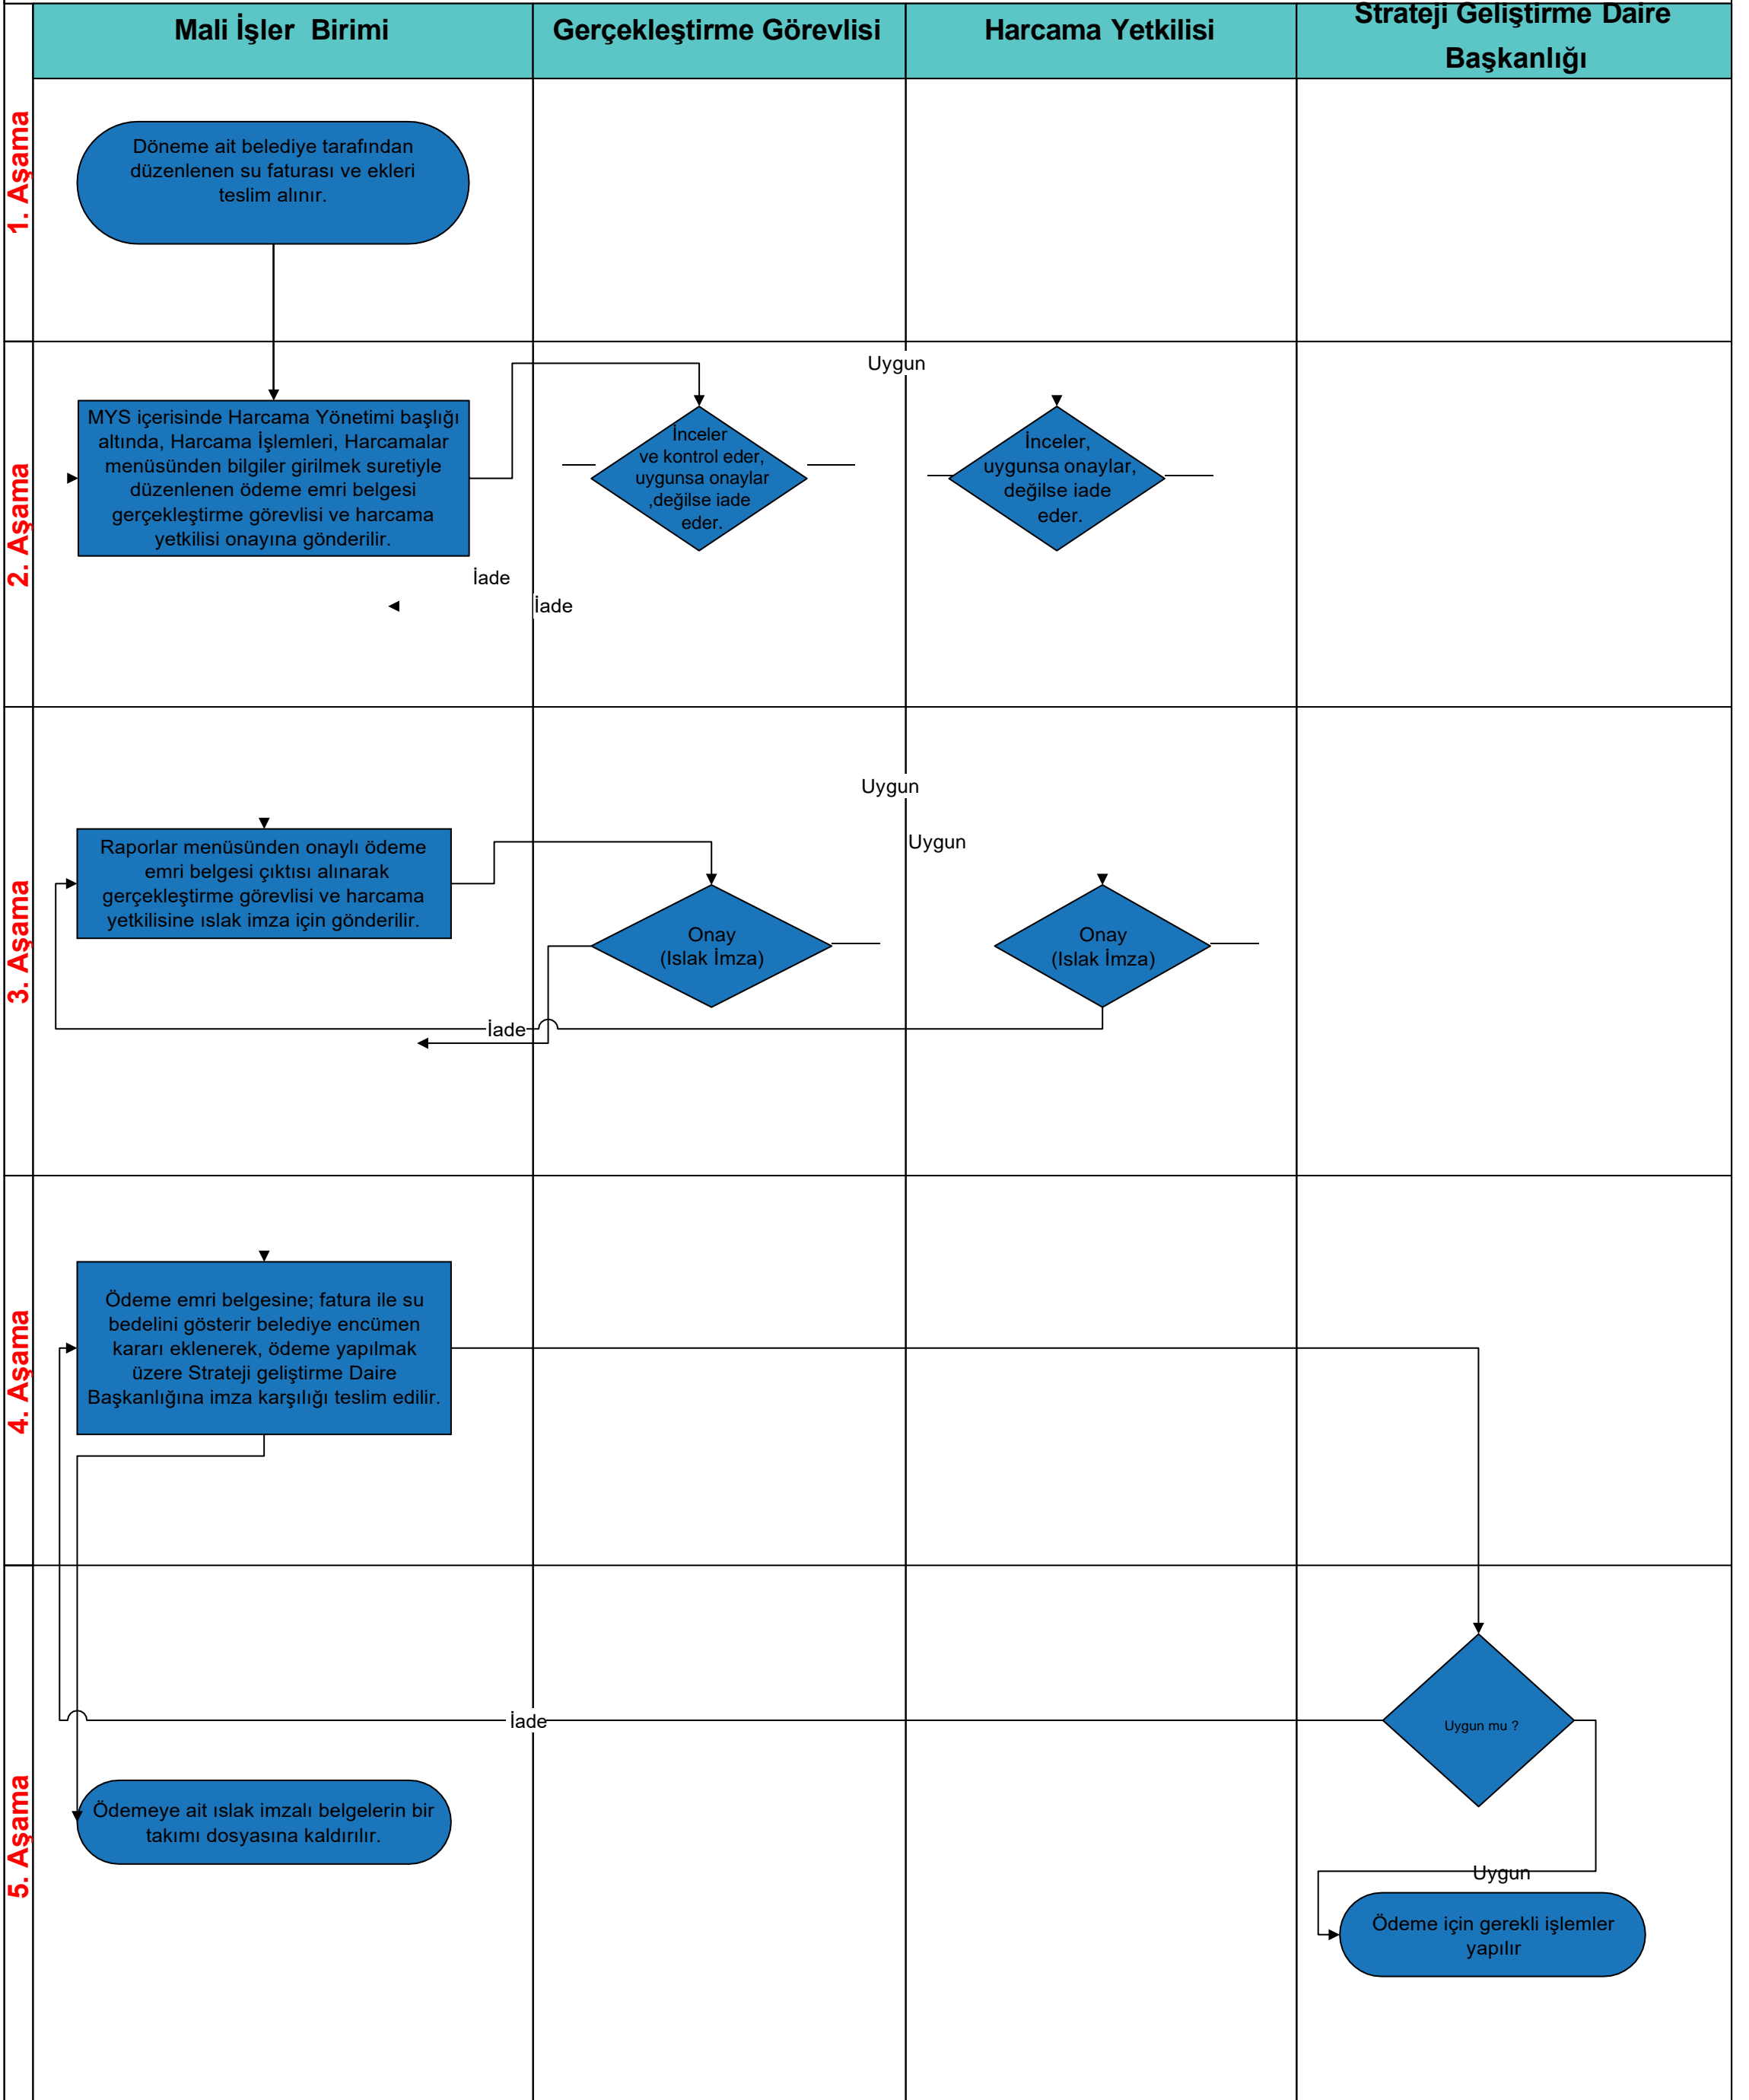 Mali İşler  Birimi
Gerçekleştirme Görevlisi
Harcama Yetkilisi
Strateji Geliştirme Daire
Başkanlığı
1. Aşama
Döneme ait belediye tarafından
düzenlenen su faturası ve ekleri
teslim alınır.
2. Aşama
MYS içerisinde Harcama Yönetimi başlığı
altında, Harcama İşlemleri, Harcamalar
menüsünden bilgiler girilmek suretiyle
düzenlenen ödeme emri belgesi
gerçekleştirme görevlisi ve harcama
yetkilisi onayına gönderilir.
İnceler
ve kontrol eder,
uygunsa onaylar
,değilse iade
eder.
Uygun
İnceler,
uygunsa onaylar,
değilse iade
eder.
İade
İade
3. Aşama
Uygun
Uygun
Raporlar menüsünden onaylı ödeme
emri belgesi çıktısı alınarak
gerçekleştirme görevlisi ve harcama
yetkilisine ıslak imza için gönderilir.
Onay
(Islak İmza)
Onay
(Islak İmza)
İade
4. Aşama
Ödeme emri belgesine; fatura ile su
bedelini gösterir belediye encümen
kararı eklenerek, ödeme yapılmak
üzere Strateji geliştirme Daire
Başkanlığına imza karşılığı teslim edilir.
5. Aşama
İade
Uygun mu ?
Ödemeye ait ıslak imzalı belgelerin bir
takımı dosyasına kaldırılır.
Uygun
Ödeme için gerekli işlemler
yapılır